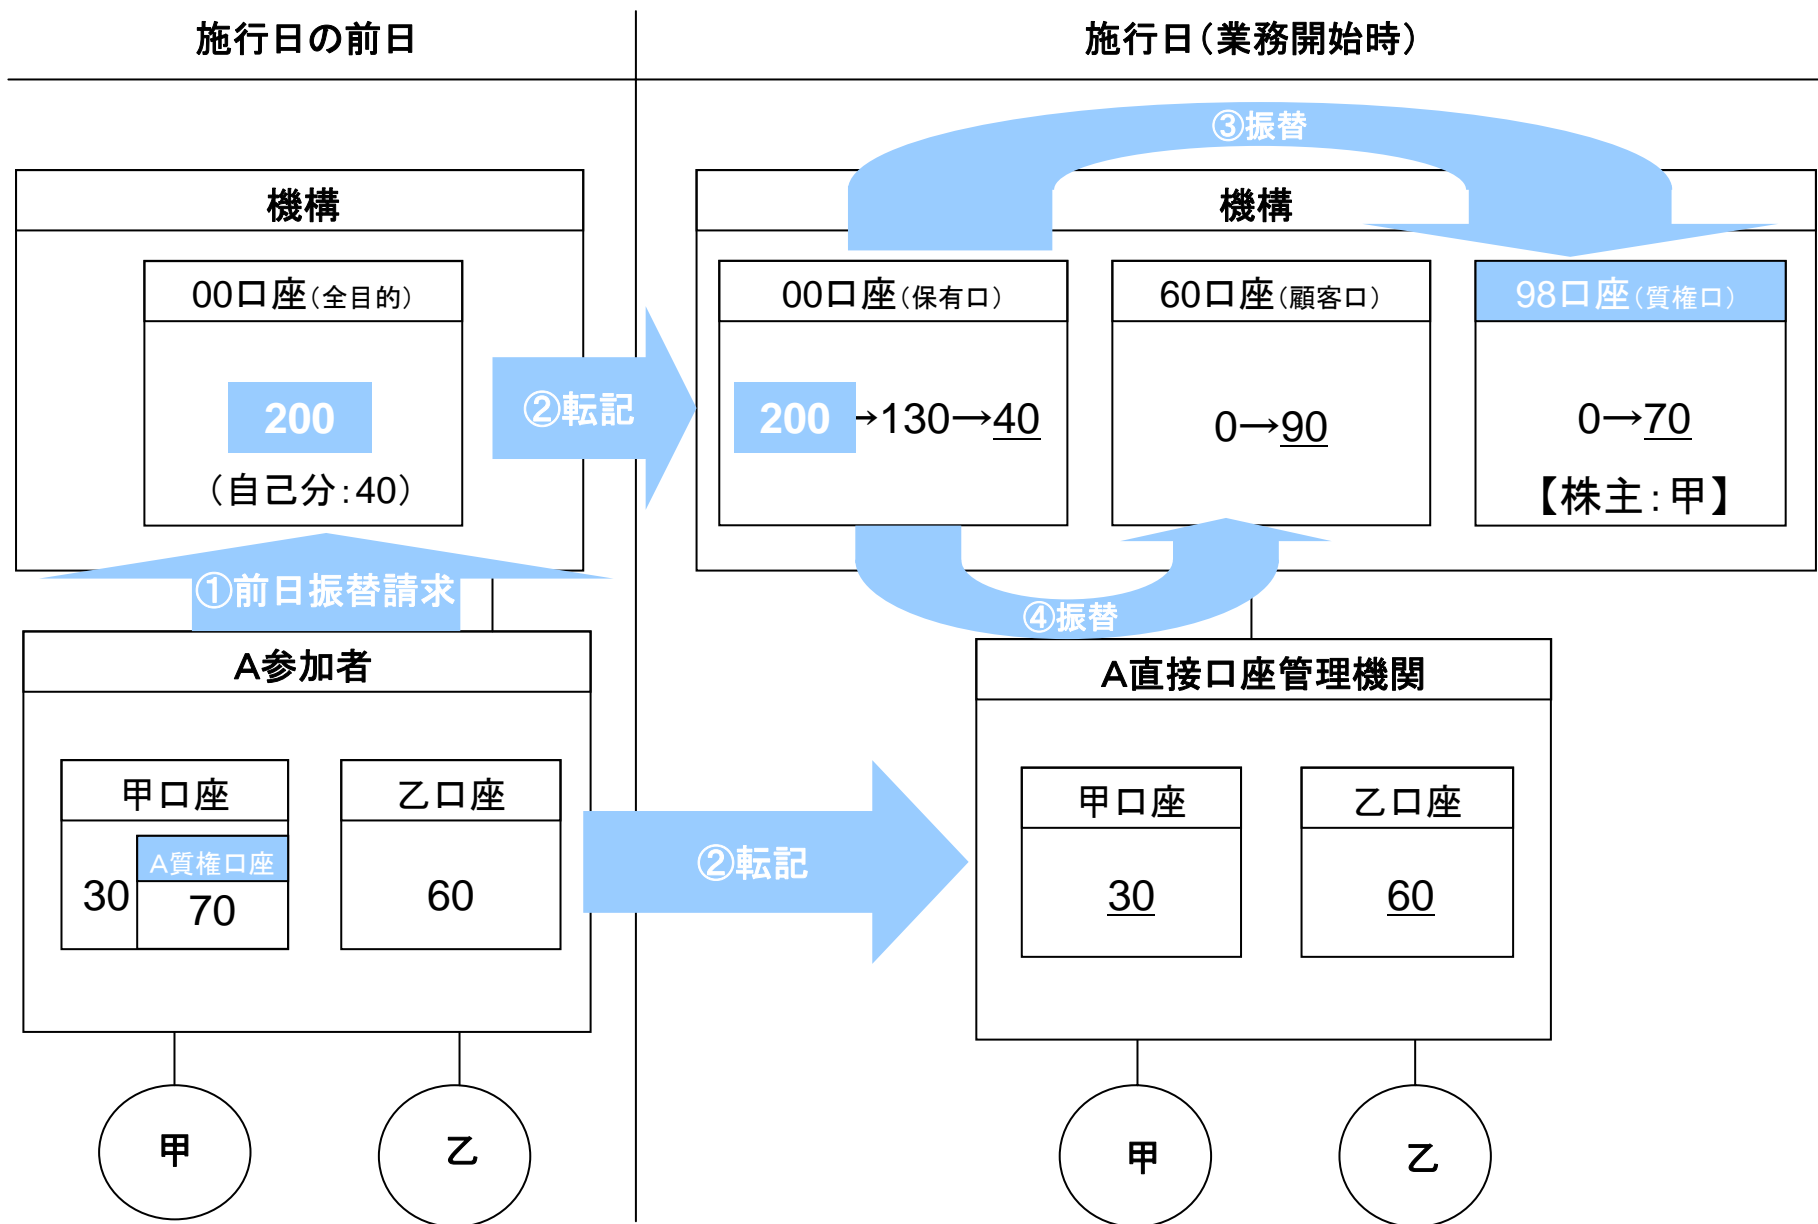 施行日の前日
施行日(業務開始時)
③振替
機構
機構
00口座(全目的)
00口座(保有口)
60口座(顧客口)
98口座(質権口)
200
(自己分:40)
②転記
200→130→40
0→90
0→70
【株主:甲】
①前日振替請求
④振替
A参加者
A直接口座管理機関
甲口座
乙口座
甲口座
乙口座
A質権口座
30
70
60
②転記
30
60
甲
乙
甲
乙